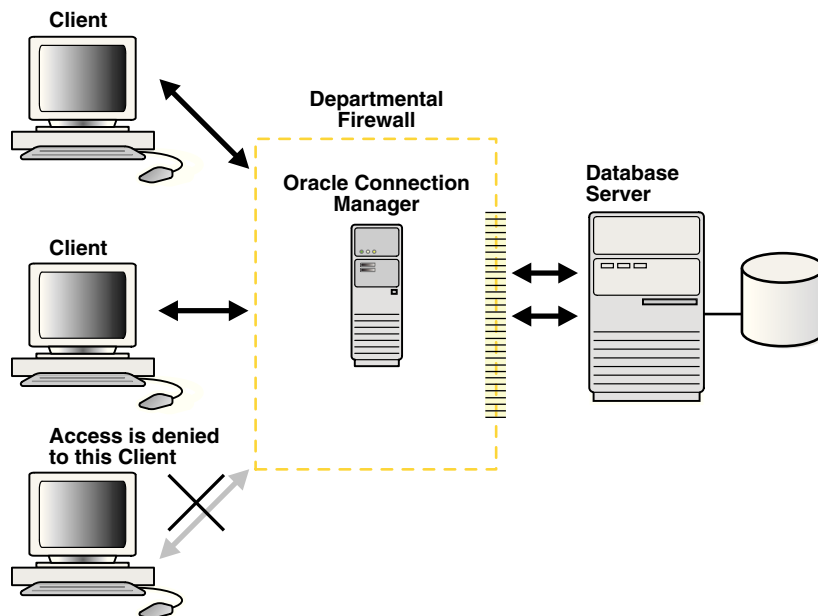 Client
Departmental
Firewall
Oracle Connection
Manager
Database
Server
Client
Access is denied
to this Client